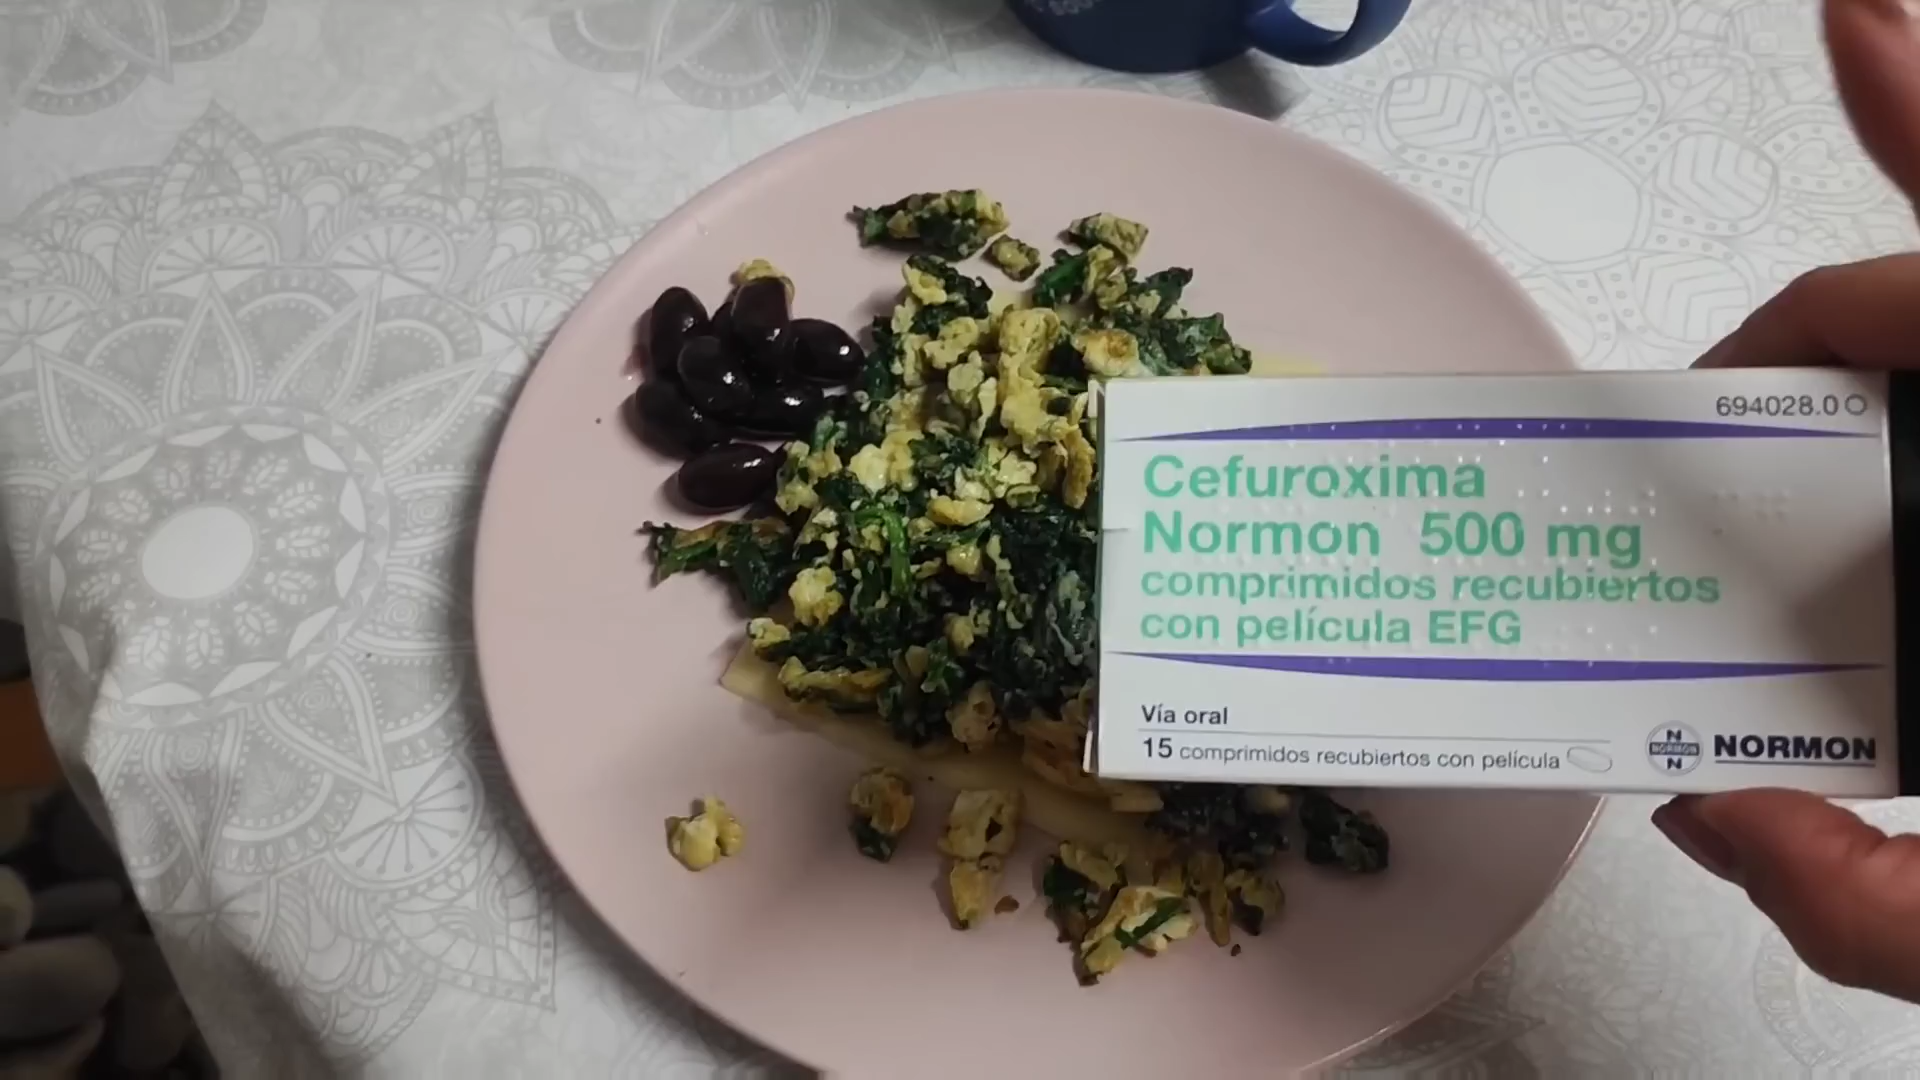 694028.0
Cefuroxima
Normon 500 mg
comprimidos recubiertos
con película EFG
Vía oral
15 comprimidos recubiertos con película
N
NORMON
N
NORMON